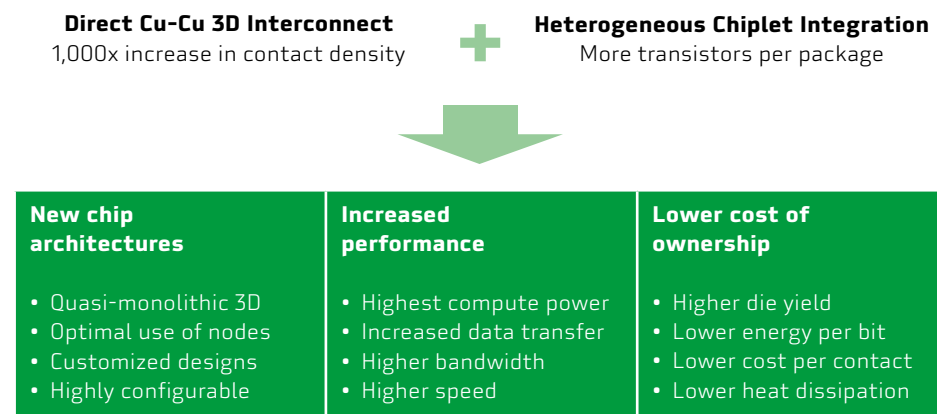 Direct Cu-Cu 3D Interconnect
1,000x increase in contact density
Heterogeneous Chiplet Integration
More transistors per package
New chip
architectures
• Quasi-monolithic 3D
• Optimal use of nodes
• Customized designs
• Highly configurable
Increased
performance
• Highest compute power
• Increased data transfer
• Higher bandwidth
• Higher speed
Lower cost of
ownership
• Higher die yield
• Lower energy per bit
• Lower cost per contact
• Lower heat dissipation